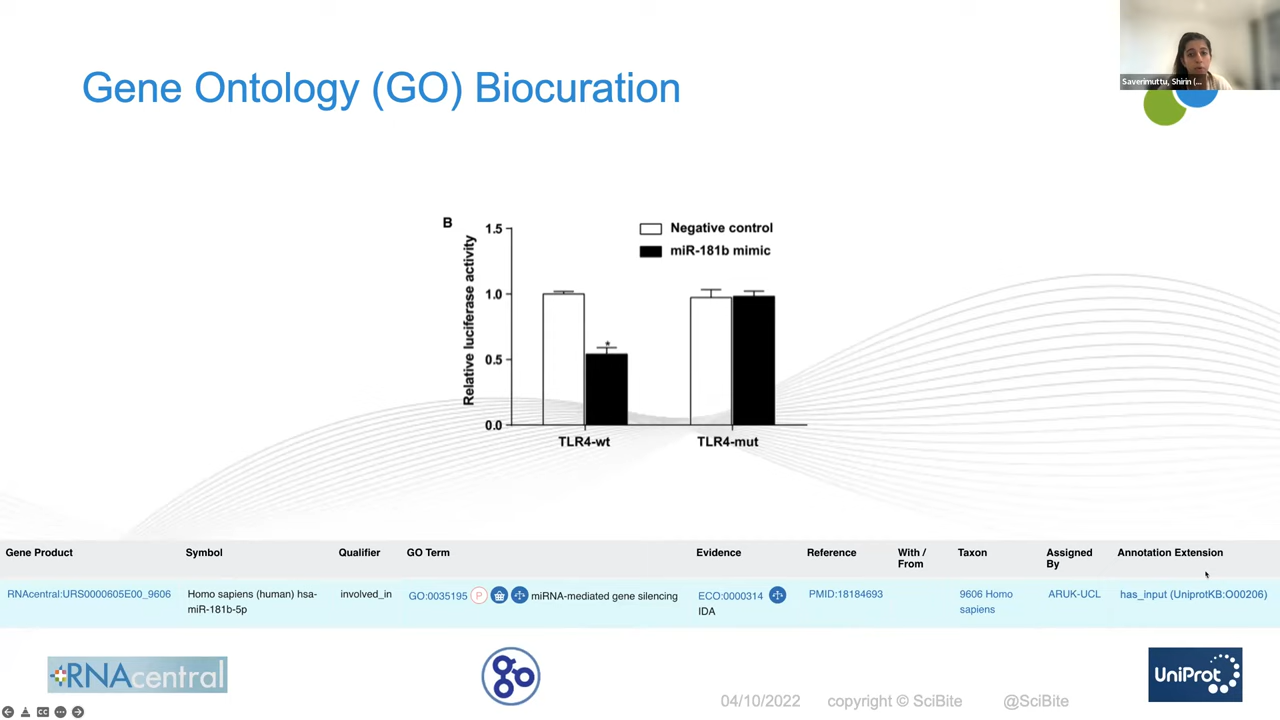 Saverimuttu, Shirin (...
Gene Ontology (GO) Biocuration
B
Negative control
miR-181b mimic
Relative luciferase activity
1.5
1.0
0.5
0.0
*
TLR4-wt
TLR4-mut
Gene Product Symbol Qualifier GO Term Evidence Reference With / From Taxon Assigned By Annotation Extension
RNAcentral:URS0000605E00_9606 Homo sapiens (human) hsa-miR-181b-5p involved_in GO:0035195 P miRNA-mediated gene silencing ECO:0000314 IDA PMID:18184693 9606 Homo sapiens ARUK-UCL has_input (UniprotKB:O00206)
RNAcentral
go
UniProt
04/10/2022 copyright © SciBite @SciBite
CC